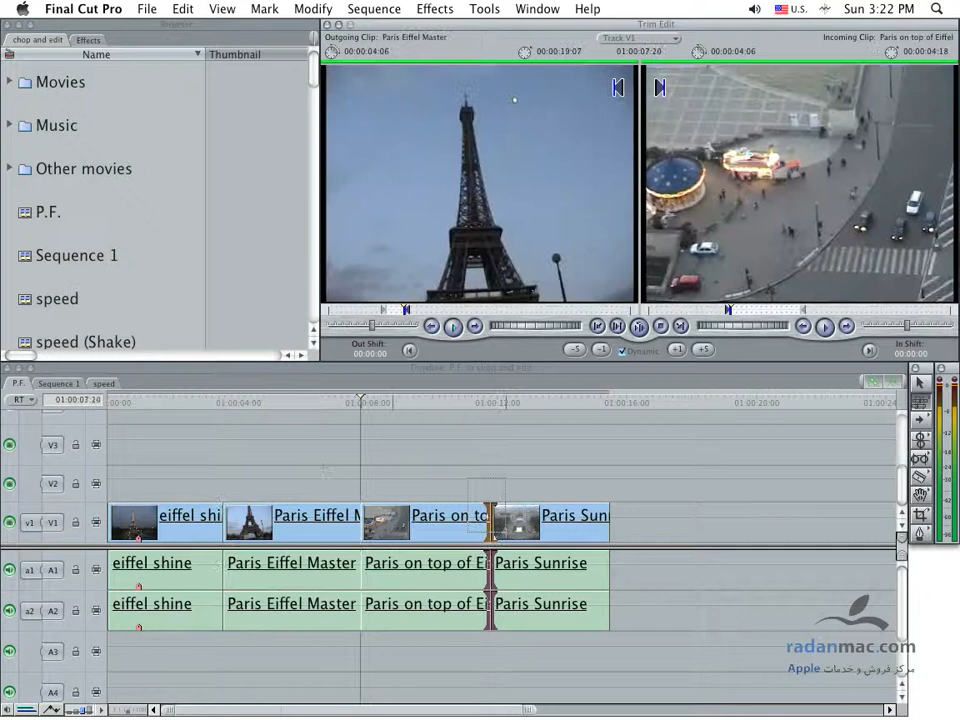 Final Cut Pro File Edit View Mark Modify Sequence Effects Tools Window Help U.S. Sun 3:22 PM
Trim Edit
chop and edit Effects
Outgoing Clip: Paris Eiffel Master Track V1 Incoming Clip: Paris on top of Eiffel
00:00:04:06 00:00:19:07 01:00:07:20 00:00:04:06 00:00:04:18
Name Thumbnail
Movies
Music
Other movies
P.F.
Sequence 1
speed
speed (Shake)
Out Shift: In Shift:
00:00:00 -5 -1 Dynamic +1 +5 00:00:00
Timeline: P.F. in chop and edit
P.F. Sequence 1 speed
RT 01:00:07:20 00:00 01:00:04:00 01:00:08:00 01:00:12:00 01:00:16:00 01:00:20:00 01:00:24
V3
V2
v1 V1 eiffel shi Paris Eiffel M Paris on to Paris Sun
a1 A1 eiffel shine Paris Eiffel Master Paris on top of Ei Paris Sunrise
a2 A2 eiffel shine Paris Eiffel Master Paris on top of Ei Paris Sunrise
A3
A4
radanmac.com
مرکز فروش و خدمات Apple